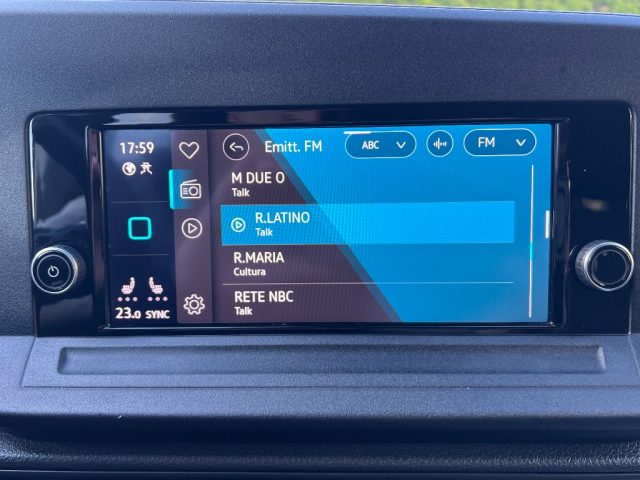 17:59
Emitt. FM
ABC
FM
M DUE O
Talk
R.LATINO
Talk
R.MARIA
Cultura
RETE NBC
Talk
23.0 SYNC